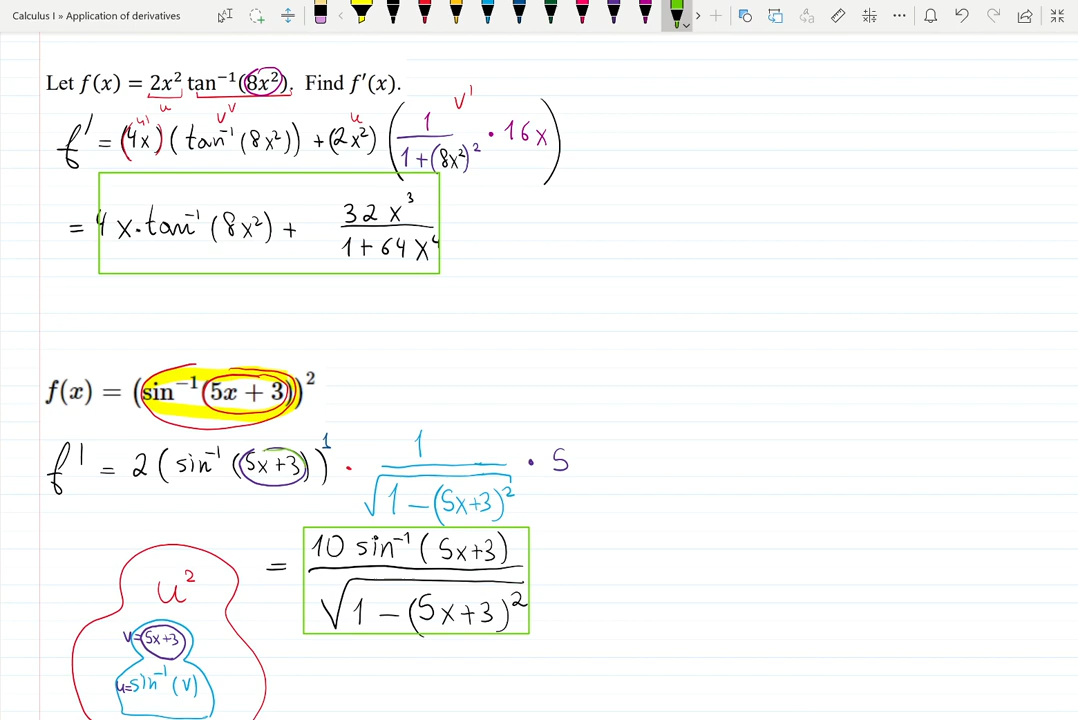 Calculus I » Application of derivatives
Let f(x) = 2x² tan⁻¹(8x²). Find f′(x).
u v v'
u' v u 
f' = (4x)(tan⁻¹(8x²)) + (2x²)(1/(1+(8x²)²) · 16x)
= 4x·tan⁻¹(8x²) + 32x³/(1+64x⁴)
f(x) = (sin⁻¹(5x + 3))²
f' = 2(sin⁻¹(5x+3))¹ · 1/√(1−(5x+3)²) · 5
= 10 sin⁻¹(5x+3)/√(1−(5x+3)²)
u²
v=5x+3
u=sin⁻¹(v)